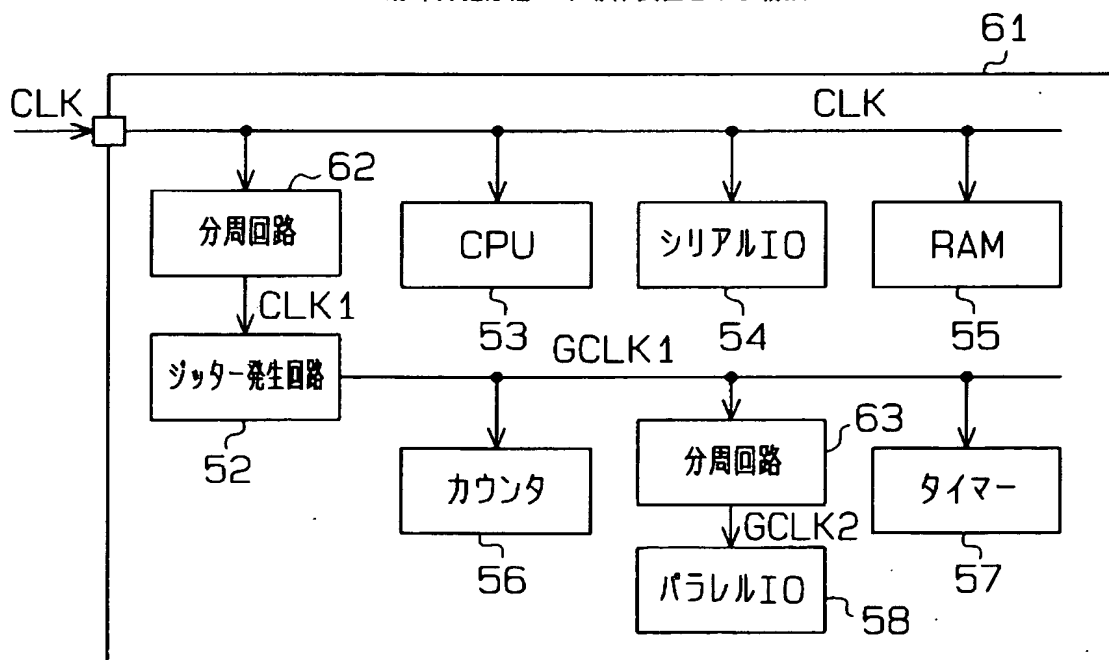 61
CLK
CLK
62
分周回路
CPU
シリアルIO
RAM
CLK1
53
54
55
ジッター発生回路
GCLK1
52
63
カウンタ
分周回路
タイマー
GCLK2
56
パラレルIO
57
58